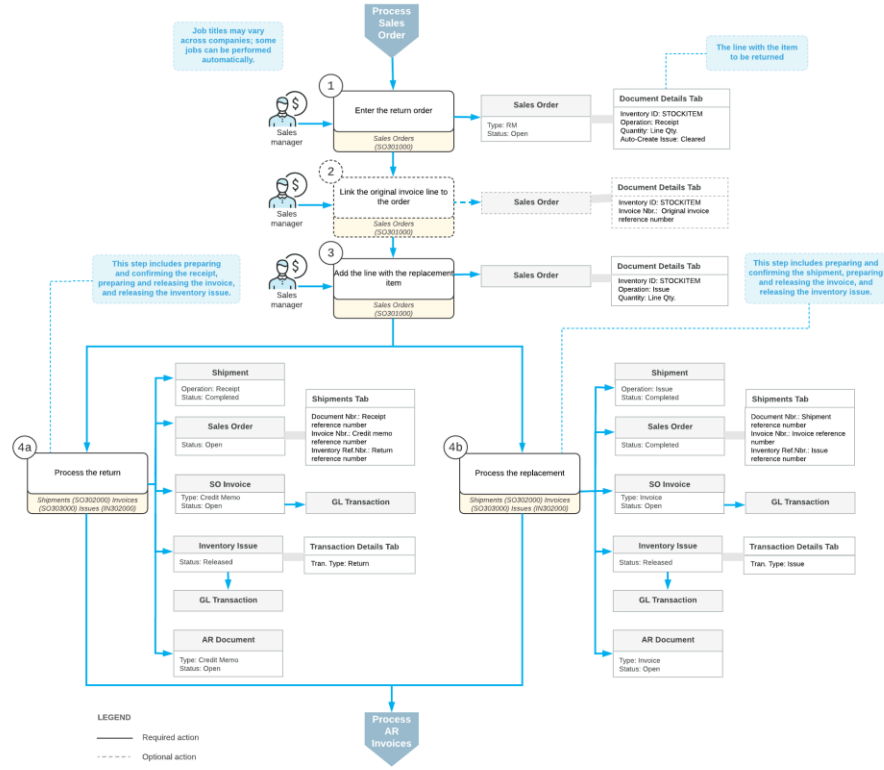 Process
Sales
Order
Job titles may vary
across companies; some
jobs can be performed
automatically.
The line with the item
to be returned
1
Enter the return order
Sales Orders
(SO301000)
$
Sales
manager
Sales Order
Type: RM
Status: Open
Document Details Tab
Inventory ID: STOCKITEM
Operation: Receipt
Quantity: Line Qty.
Auto-Create Issue: Cleared
2
Link the original invoice line to
the order
Sales Orders
(SO301000)
$
Sales
manager
Sales Order
Document Details Tab
Inventory ID: STOCKITEM
Invoice Nbr.: Original invoice
reference number
3
Add the line with the replacement
item
Sales Orders
(SO301000)
$
Sales
manager
Sales Order
Document Details Tab
Inventory ID: STOCKITEM
Operation: Issue
Quantity: Line Qty.
This step includes preparing
and confirming the receipt,
preparing and releasing the invoice,
and releasing the inventory issue.
This step includes preparing and
confirming the shipment, preparing
and releasing the invoice, and
releasing the inventory issue.
4a
Process the return
Shipments (SO302000) Invoices
(SO303000) Issues (IN302000)
Shipment
Operation: Receipt
Status: Completed
Sales Order
Status: Open
Shipments Tab
Document Nbr.: Receipt
reference number
Invoice Nbr.: Credit memo
reference number
Inventory Ref.Nbr.: Return
reference number
SO Invoice
Type: Credit Memo
Status: Open
GL Transaction
Inventory Issue
Status: Released
Transaction Details Tab
Tran. Type: Return
GL Transaction
AR Document
Type: Credit Memo
Status: Open
4b
Process the replacement
Shipments (SO302000) Invoices
(SO303000) Issues (IN302000)
Shipment
Operation: Issue
Status: Completed
Sales Order
Status: Completed
Shipments Tab
Document Nbr.: Shipment
reference number
Invoice Nbr.: Invoice reference
number
Inventory Ref.Nbr.: Issue
reference number
SO Invoice
Type: Invoice
Status: Open
GL Transaction
Inventory Issue
Status: Released
Transaction Details Tab
Tran. Type: Issue
GL Transaction
AR Document
Type: Invoice
Status: Open
Process
AR
Invoices
LEGEND
Required action
Optional action